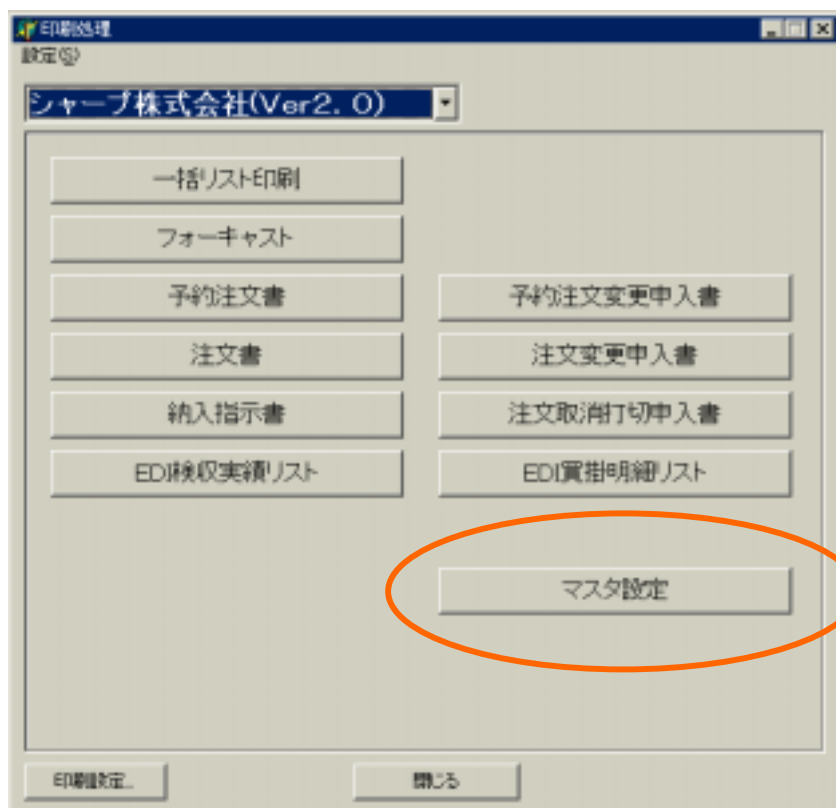 印刷処理
設定(S)
シャープ株式会社(Ver2. 0)
一括リスト印刷
フォーキャスト
予約注文書
予約注文変更申入書
注文書
注文変更申入書
納入指示書
注文取消打切申入書
EDI検収実績リスト
EDI買掛明細リスト
マスタ設定
印刷設定...
閉じる